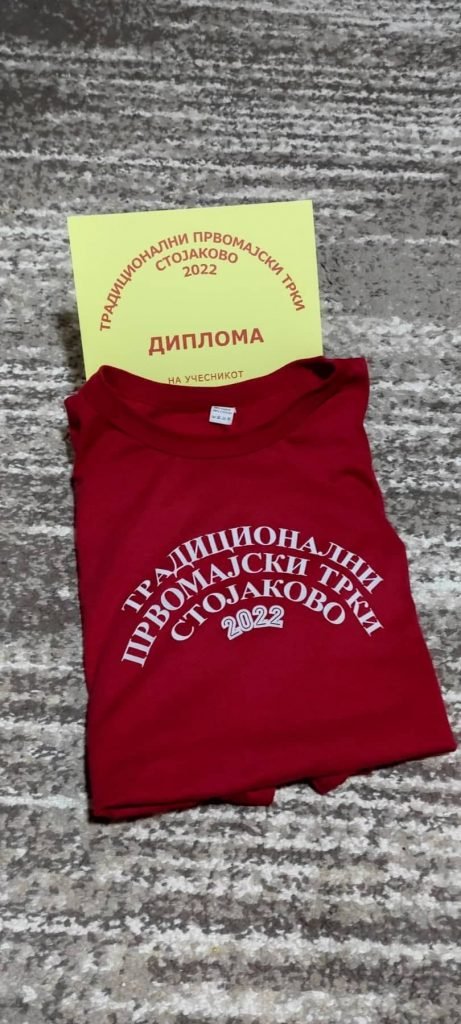 ТРАДИЦИОНАЛНИ ПРВОМАЈСКИ ТРКИ
СТОЈАКОВО
2022
ДИПЛОМА
НА УЧЕСНИКОТ
ТРАДИЦИОНАЛНИ
ПРВОМАЈСКИ ТРКИ
СТОЈАКОВО
2022